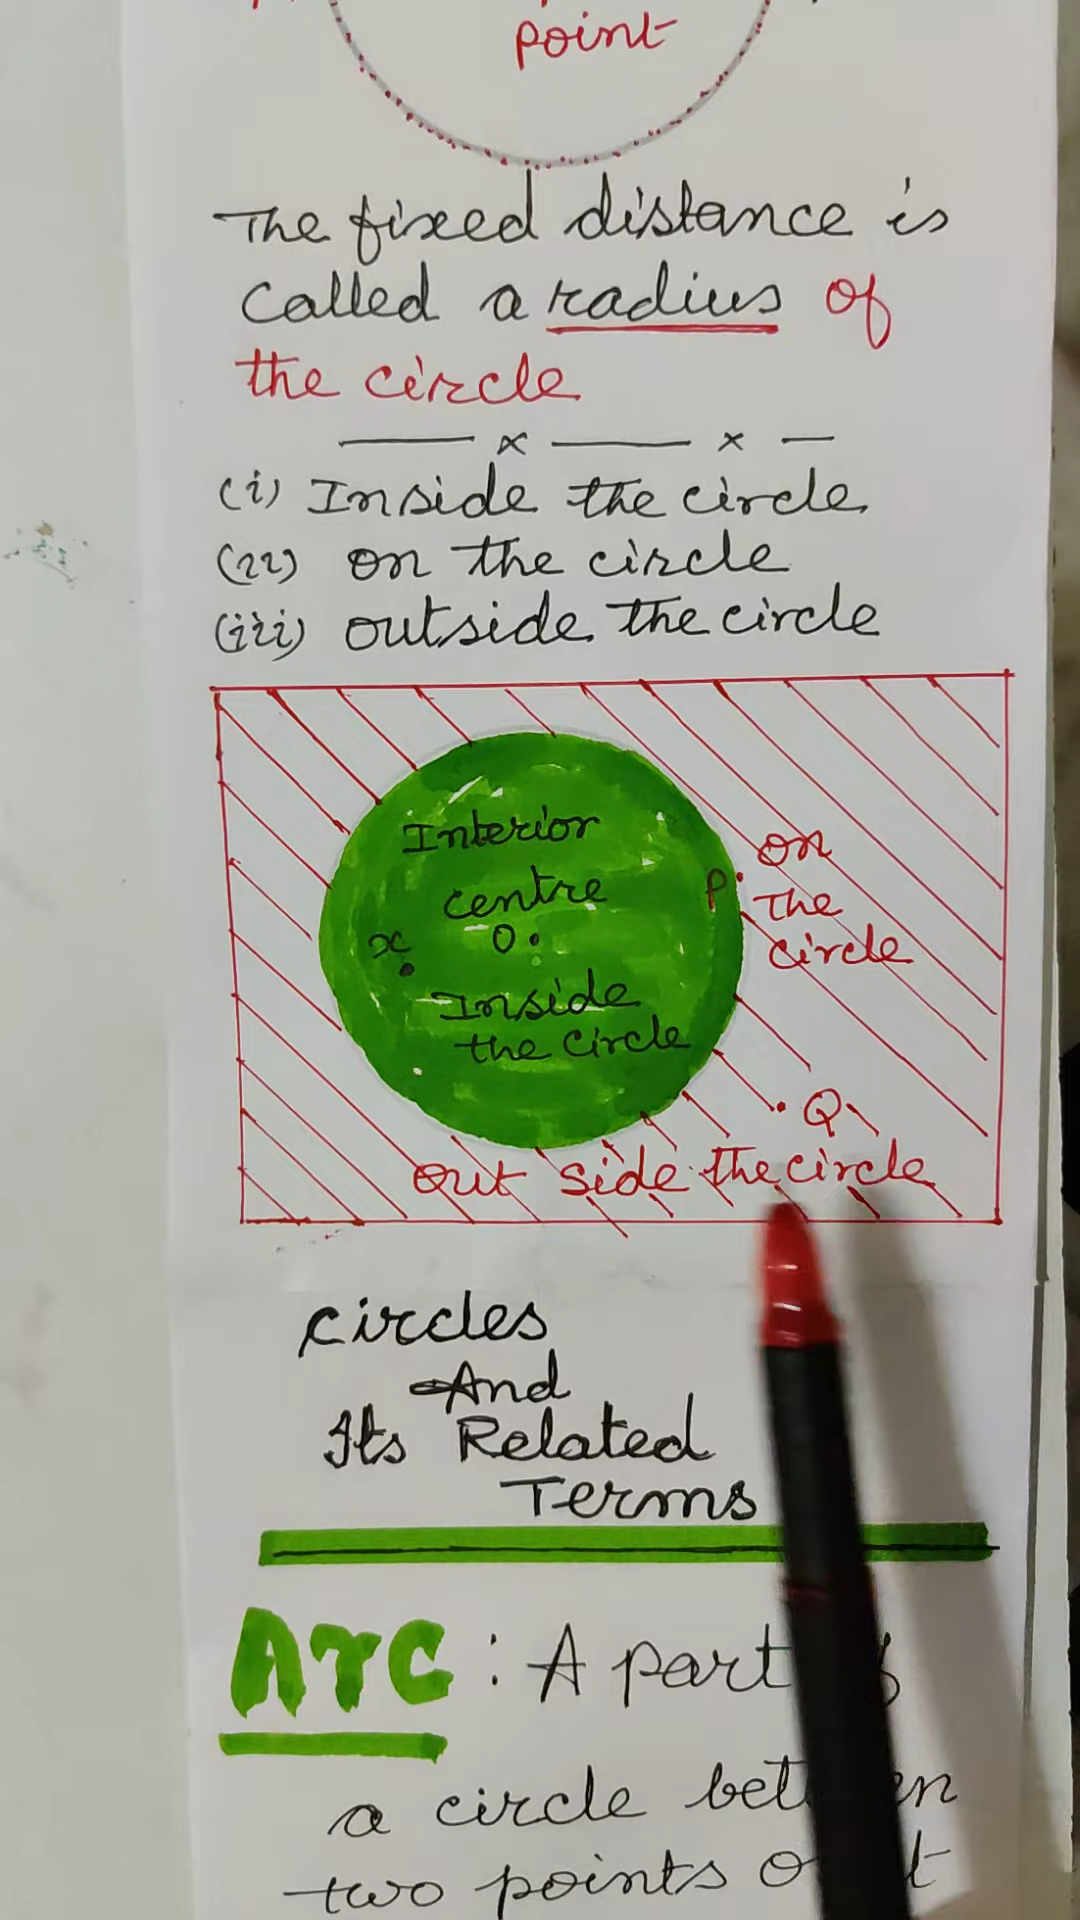 point
The fixed distance is
called a radius of
the circle
(i) Inside the circle
(ii) on the circle
(iii) outside the circle
Interior
centre
O
x
Inside
the circle
P
on
the
circle
Q
out side the circle
circles
And
Its Related
Terms
Arc : A part
a circle
two points